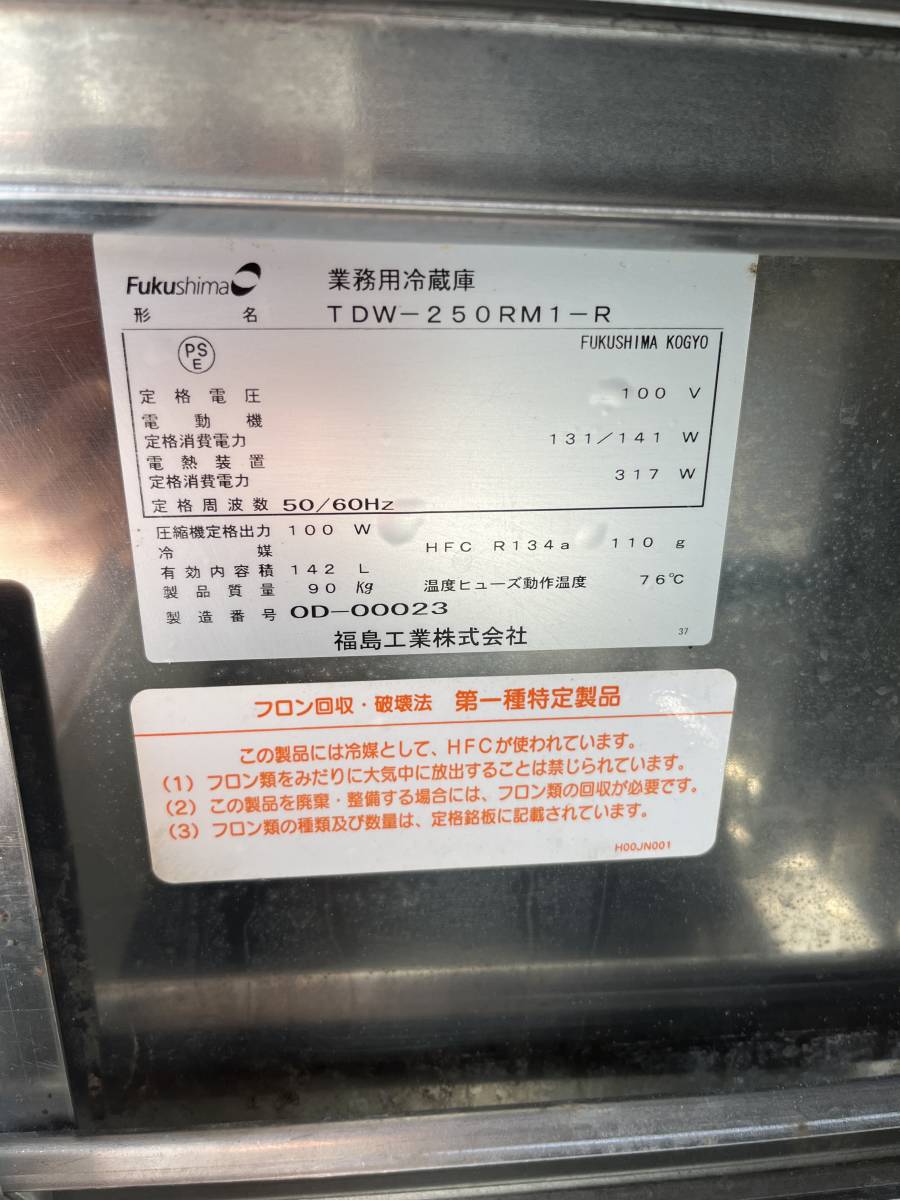 Fukushima 業務用冷蔵庫
形名 TDW-250RM1-R
PS E FUKUSHIMA KOGYO
定格電圧 100 V
電動機
定格消費電力 131/141 W
電熱装置
定格消費電力 317 W
定格周波数 50/60Hz
圧縮機定格出力 100 W
冷媒 HFC R134a 110 g
有効内容積 142 L
製品質量 90 Kg 温度ヒューズ動作温度 76℃
製造番号 OD-00023
福島工業株式会社 37
フロン回収・破壊法 第一種特定製品
この製品には冷媒として、HFCが使われています。
(1) フロン類をみだりに大気中に放出することは禁じられています。
(2) この製品を廃棄・整備する場合には、フロン類の回収が必要です。
(3) フロン類の種類及び数量は、定格銘板に記載されています。
H00JN001